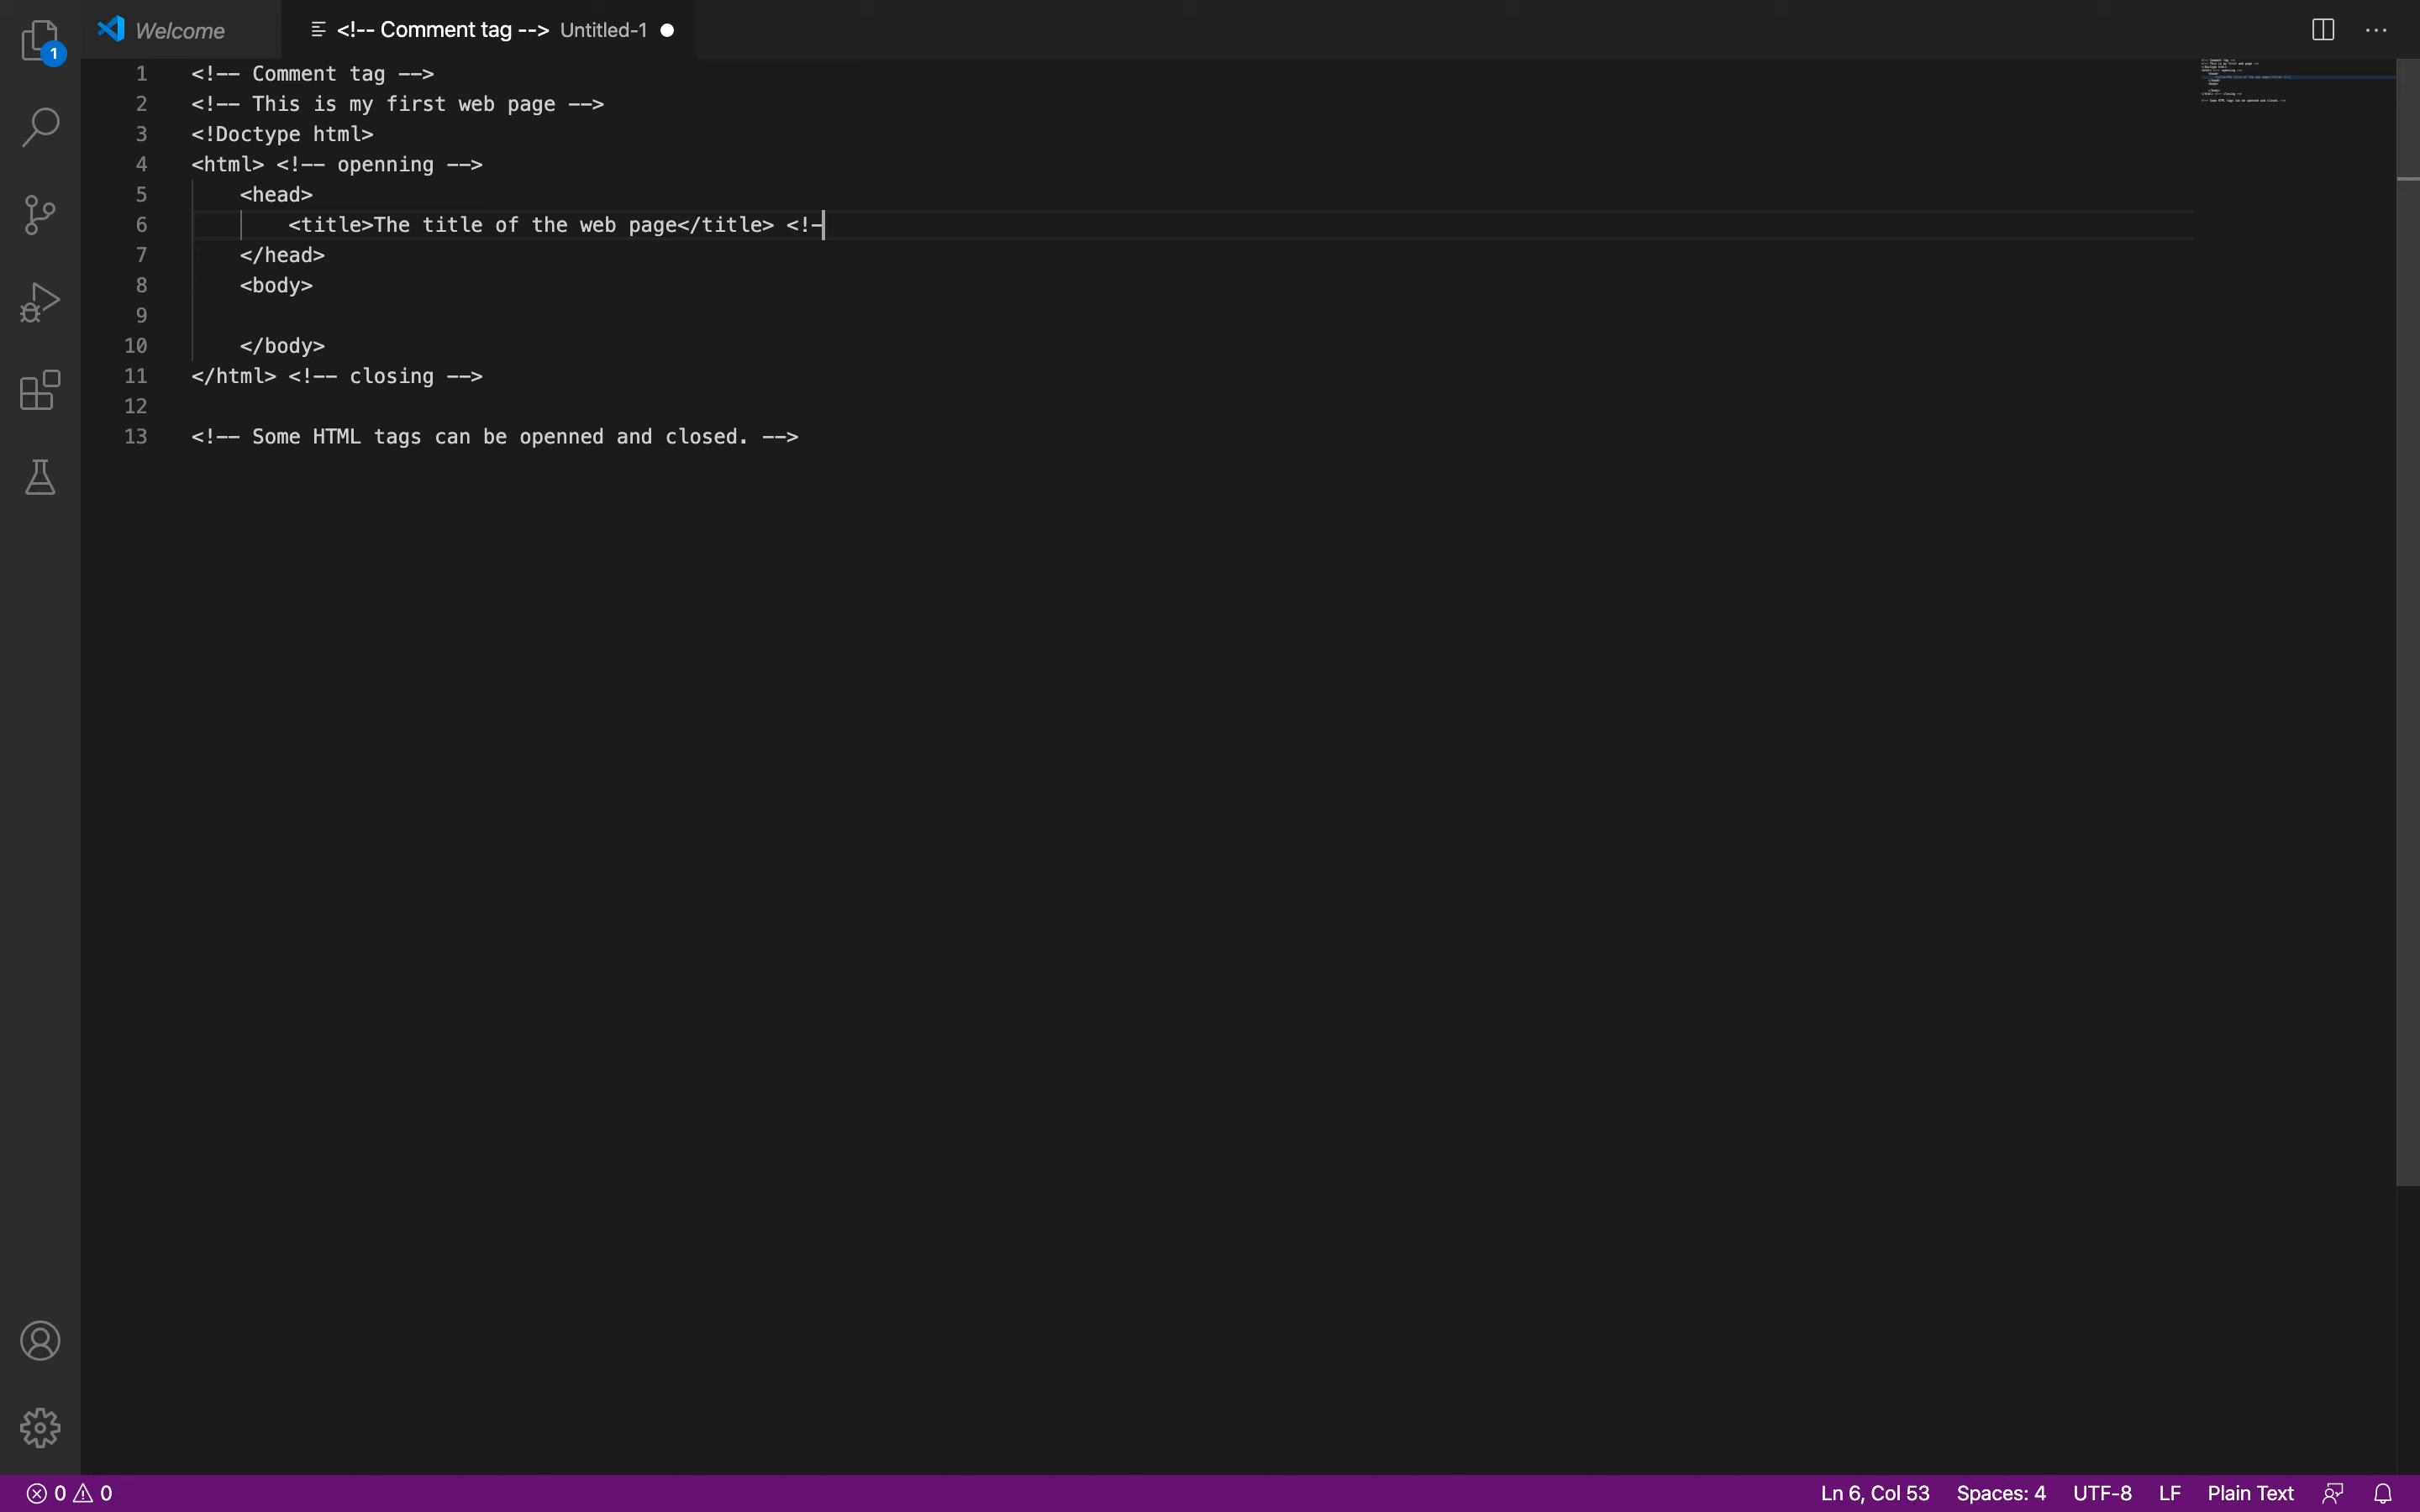 1
Welcome
<!-- Comment tag --> Untitled-1
1 <!-- Comment tag -->
2 <!-- This is my first web page -->
3 <!Doctype html>
4 <html> <!-- openning -->
5 <head>
6 <title>The title of the web page</title> <!-
7 </head>
8 <body>
9
10 </body>
11 </html> <!-- closing -->
12
13 <!-- Some HTML tags can be openned and closed. -->
0 0 Ln 6, Col 53 Spaces: 4 UTF-8 LF Plain Text